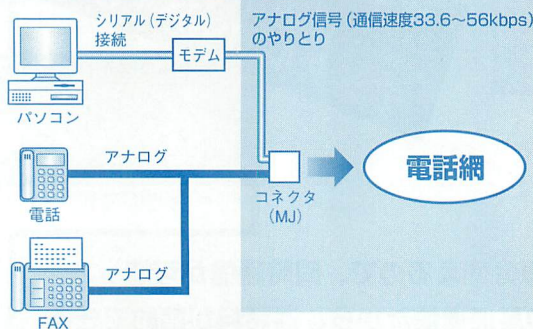 シリアル(デジタル)
接続
モデム
アナログ信号(通信速度33.6〜56kbps)
のやりとり
パソコン
アナログ
電話
コネクタ
(MJ)
電話網
アナログ
FAX